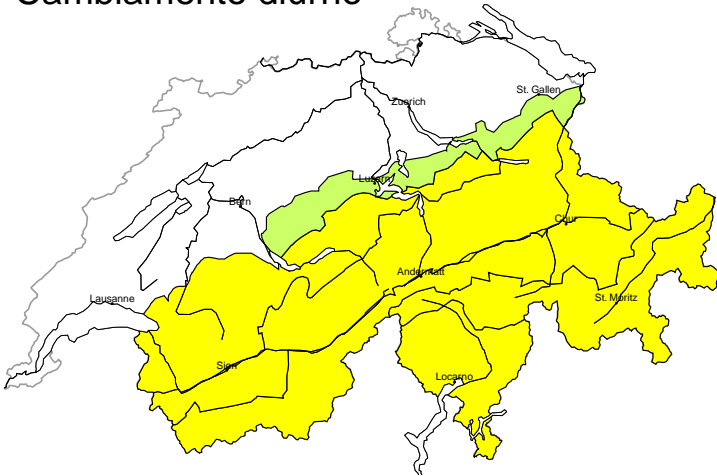 Cambiamento diurno
St. Gallen
Zuerich
Luzern
Bern
Chur
Andermatt
Lausanne
St. Moritz
Sion
Locarno